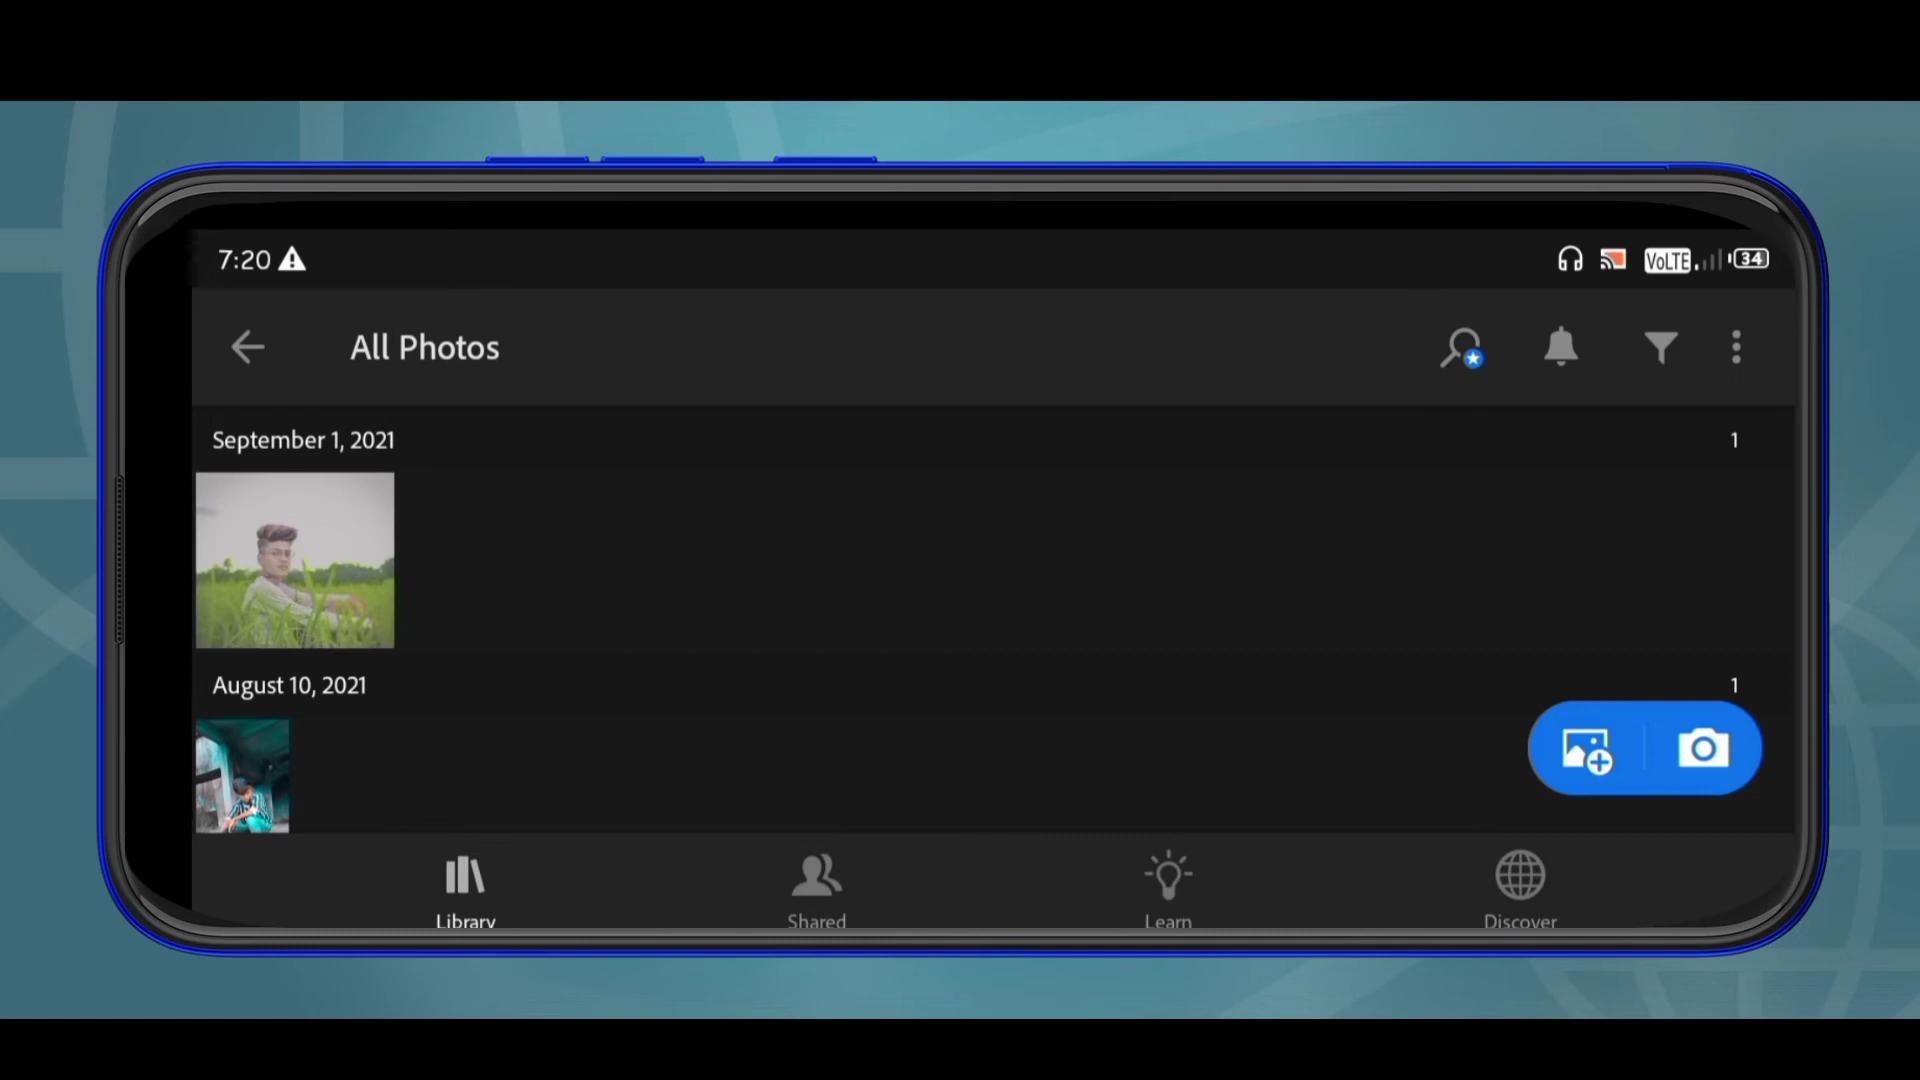 7:20
VoLTE
34
All Photos
September 1, 2021
1
August 10, 2021
1
Library
Shared
Learn
Discover